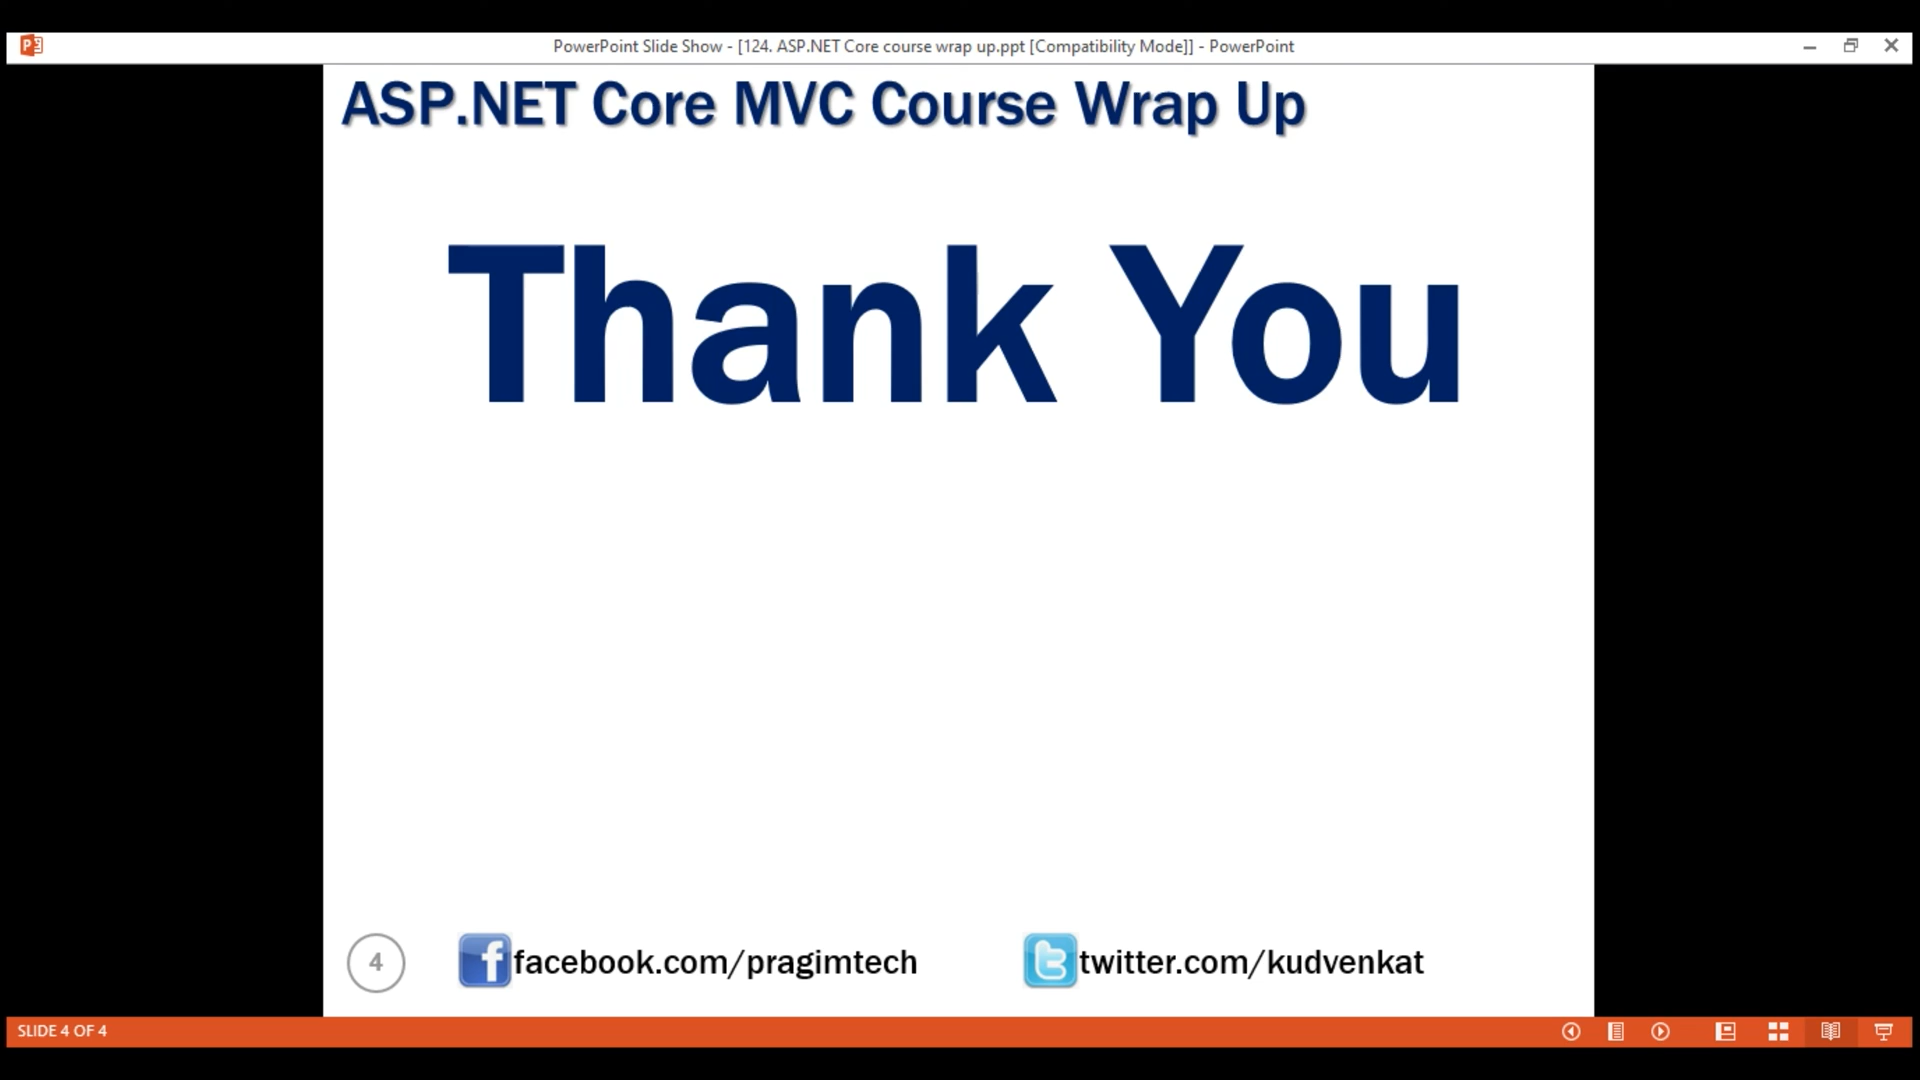 PowerPoint Slide Show - [124. ASP.NET Core course wrap up.ppt [Compatibility Mode]] - PowerPoint
ASP.NET Core MVC Course Wrap Up
Thank You
4
facebook.com/pragimtech
twitter.com/kudvenkat
SLIDE 4 OF 4